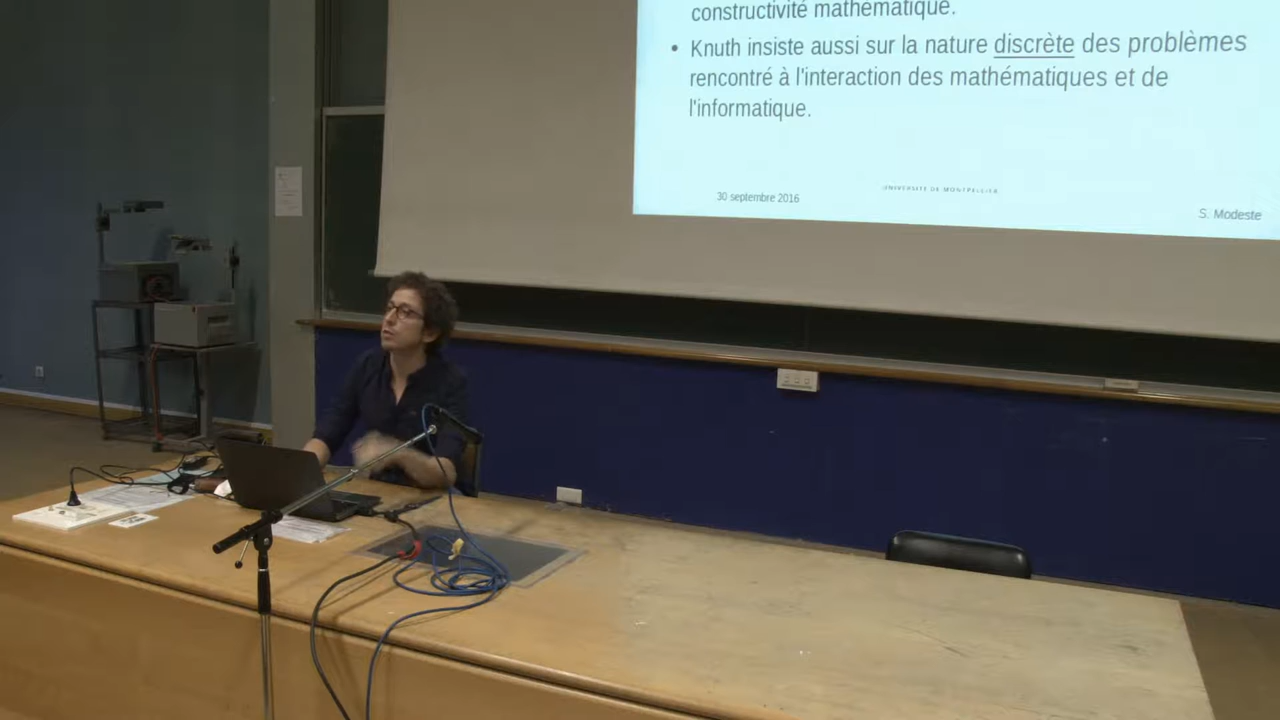 constructivité mathématique.
• Knuth insiste aussi sur la nature discrète des problèmes
rencontré à l'interaction des mathématiques et de
l'informatique.
30 septembre 2016
UNIVERSITÉ DE MONTPELLIER
S. Modeste